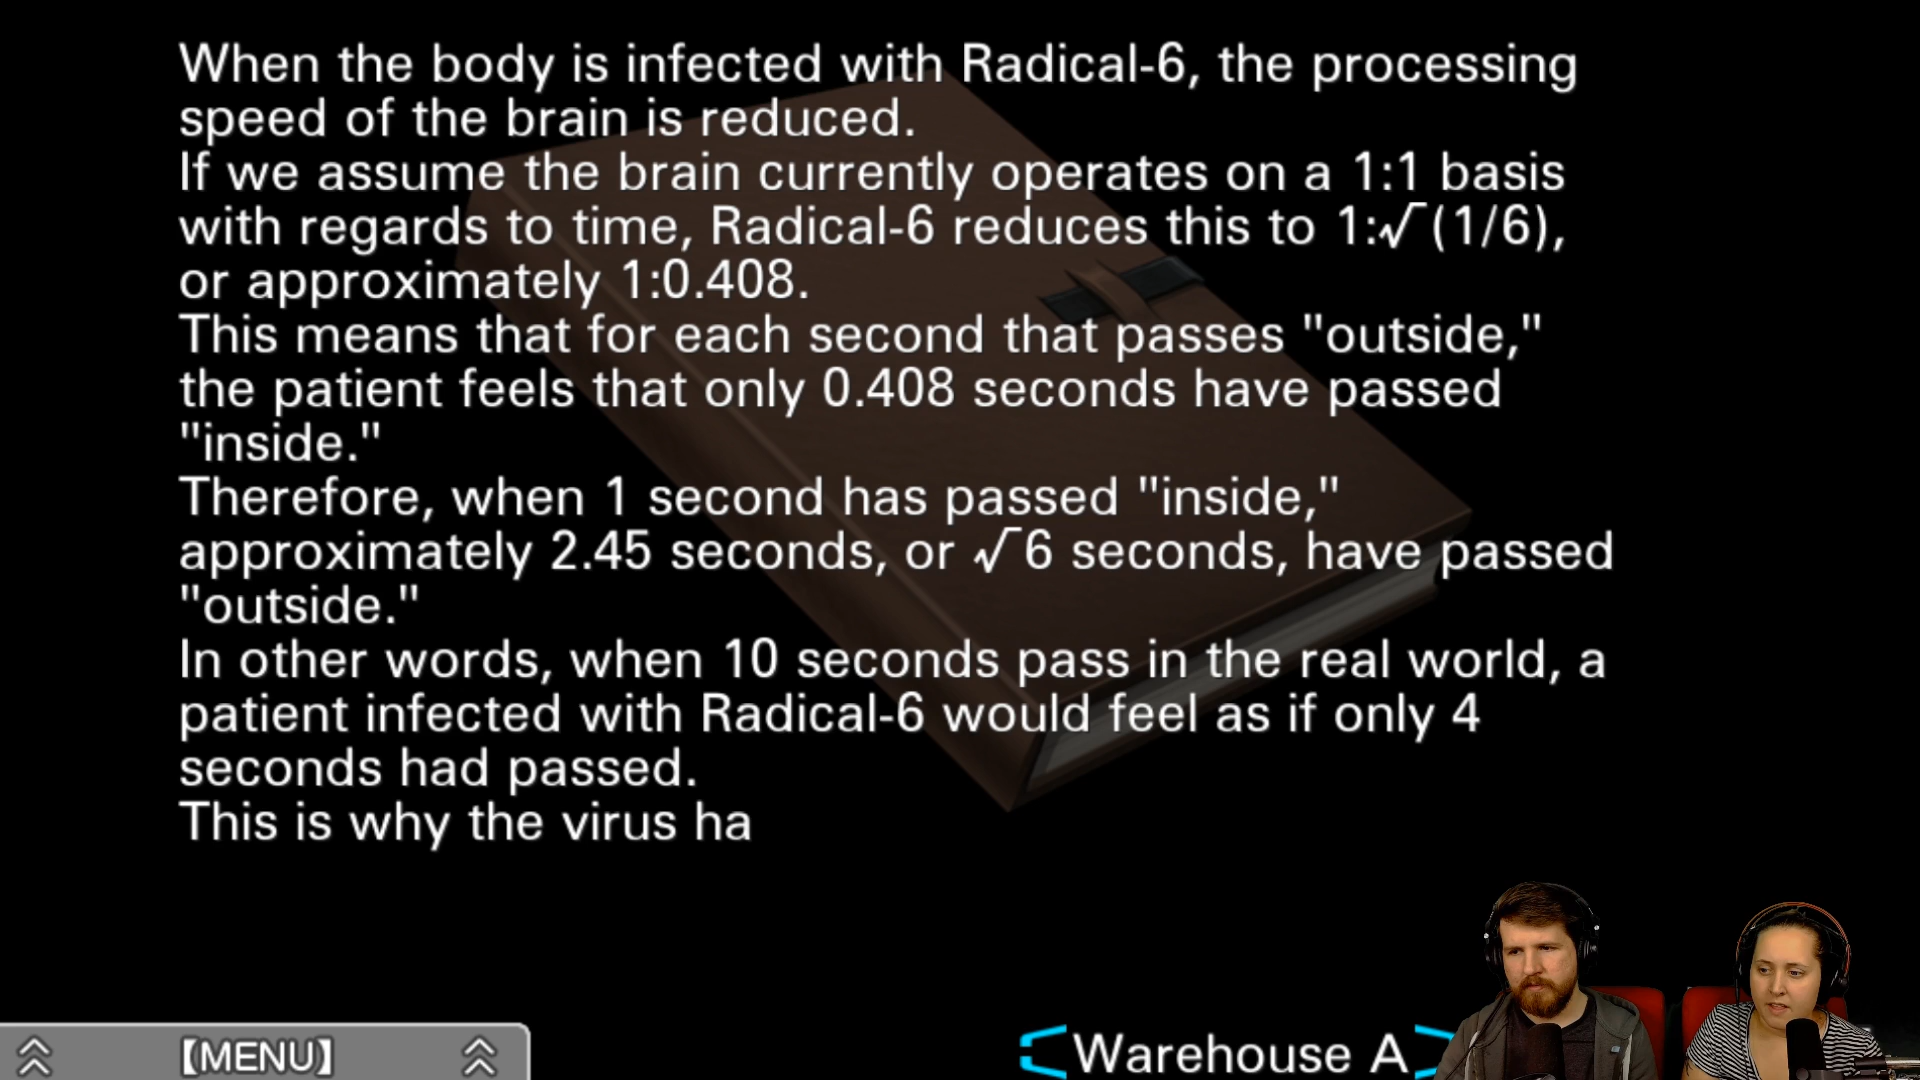 When the body is infected with Radical-6, the processing
speed of the brain is reduced.
If we assume the brain currently operates on a 1:1 basis
with regards to time, Radical-6 reduces this to 1:√(1/6),
or approximately 1:0.408.
This means that for each second that passes "outside,"
the patient feels that only 0.408 seconds have passed
"inside."
Therefore, when 1 second has passed "inside,"
approximately 2.45 seconds, or √6 seconds, have passed
"outside."
In other words, when 10 seconds pass in the real world, a
patient infected with Radical-6 would feel as if only 4
seconds had passed.
This is why the virus ha
【MENU】
Warehouse A